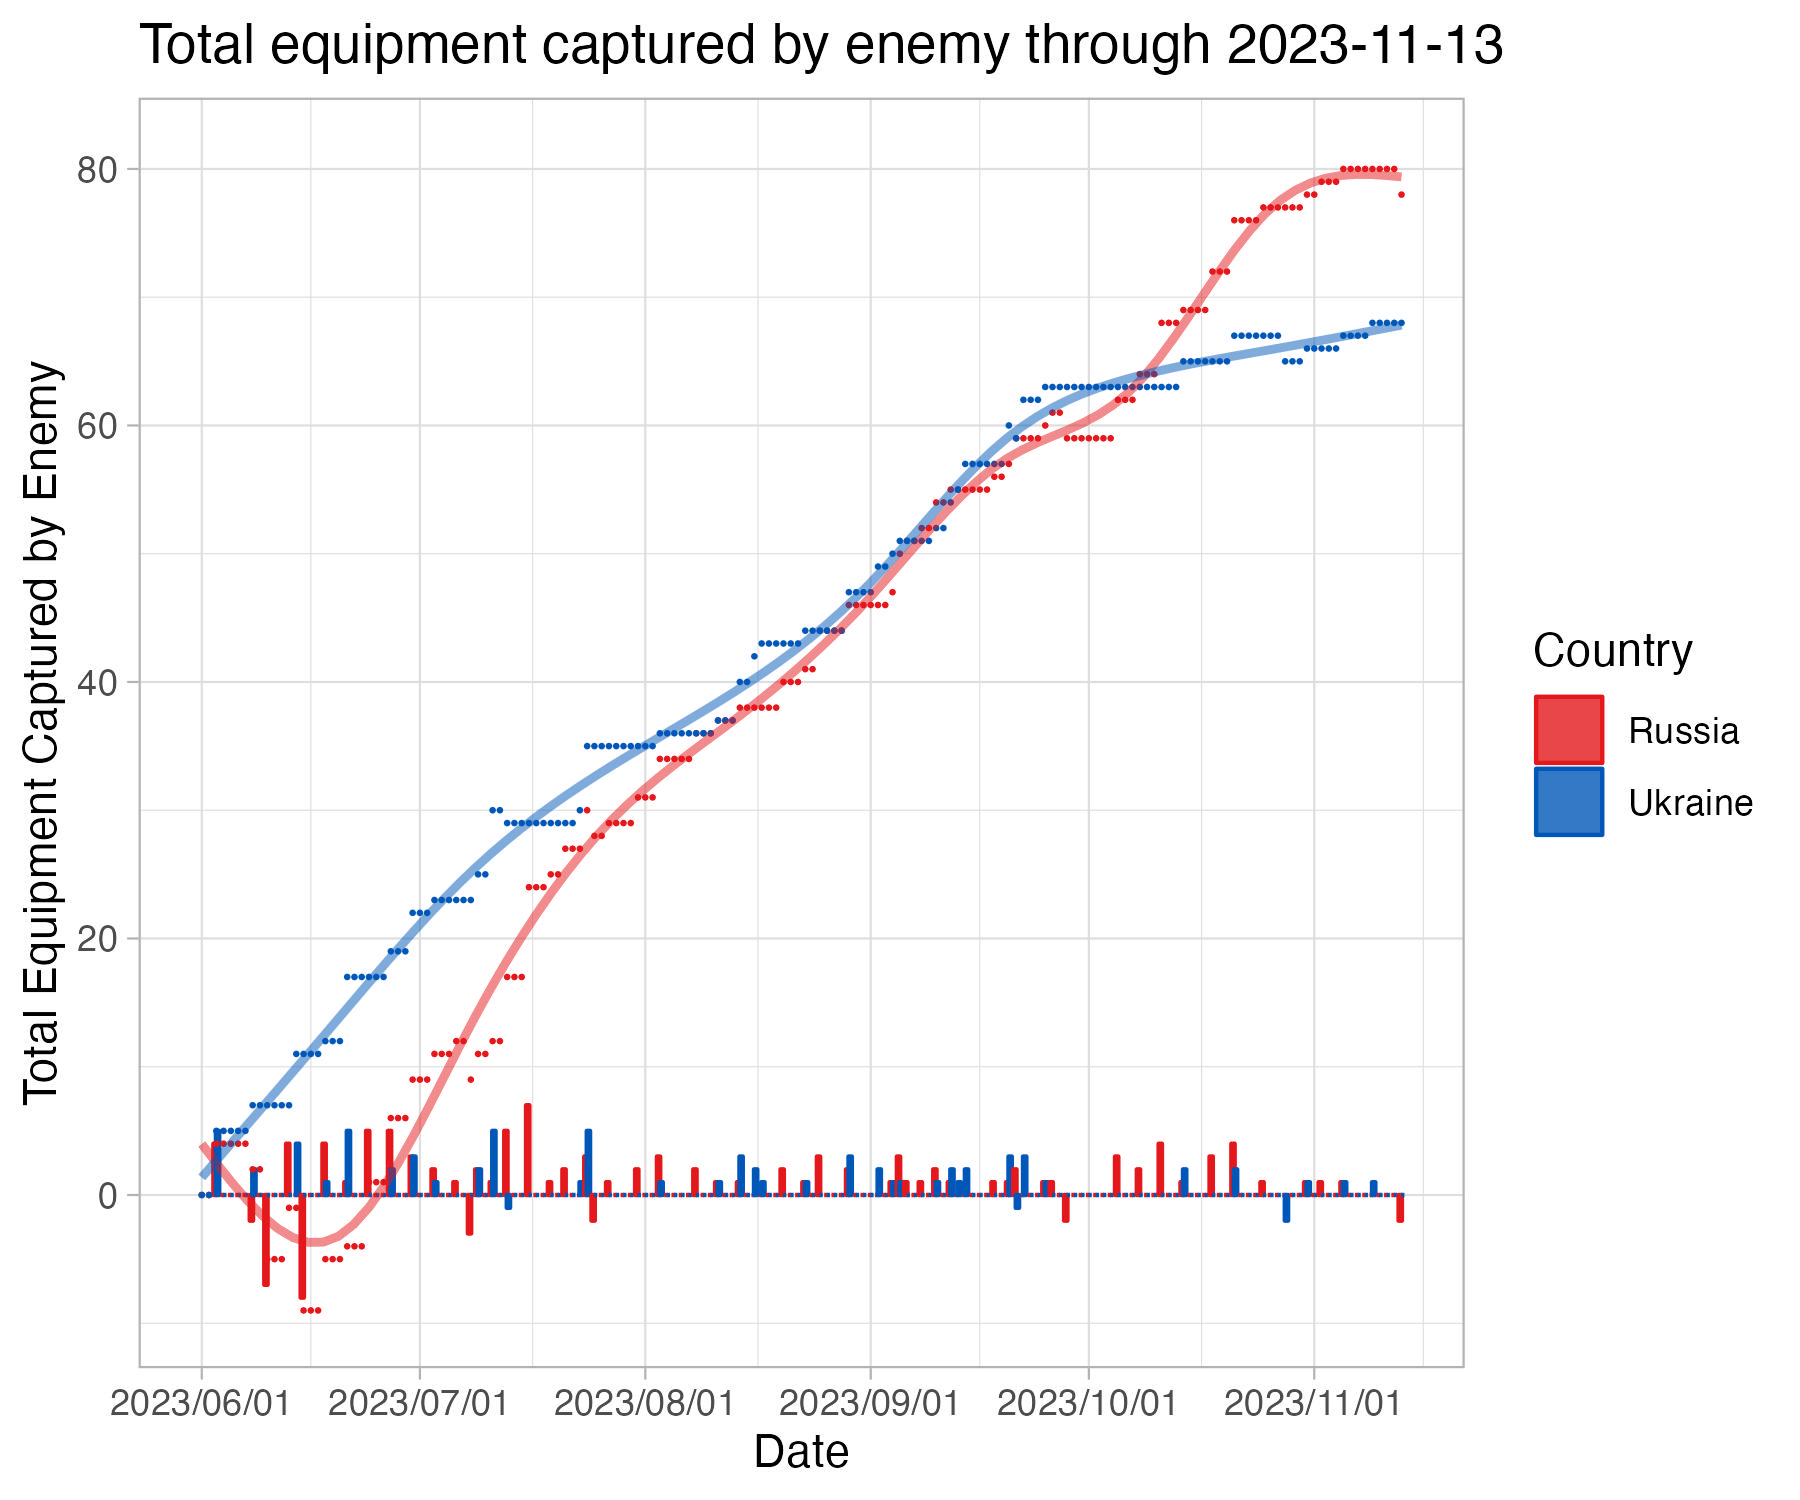 Total equipment captured by enemy through 2023-11-13
Total Equipment Captured by Enemy
80
60
40
20
0
2023/06/01
2023/07/01
2023/08/01
2023/09/01
2023/10/01
2023/11/01
Date
Country
Russia
Ukraine